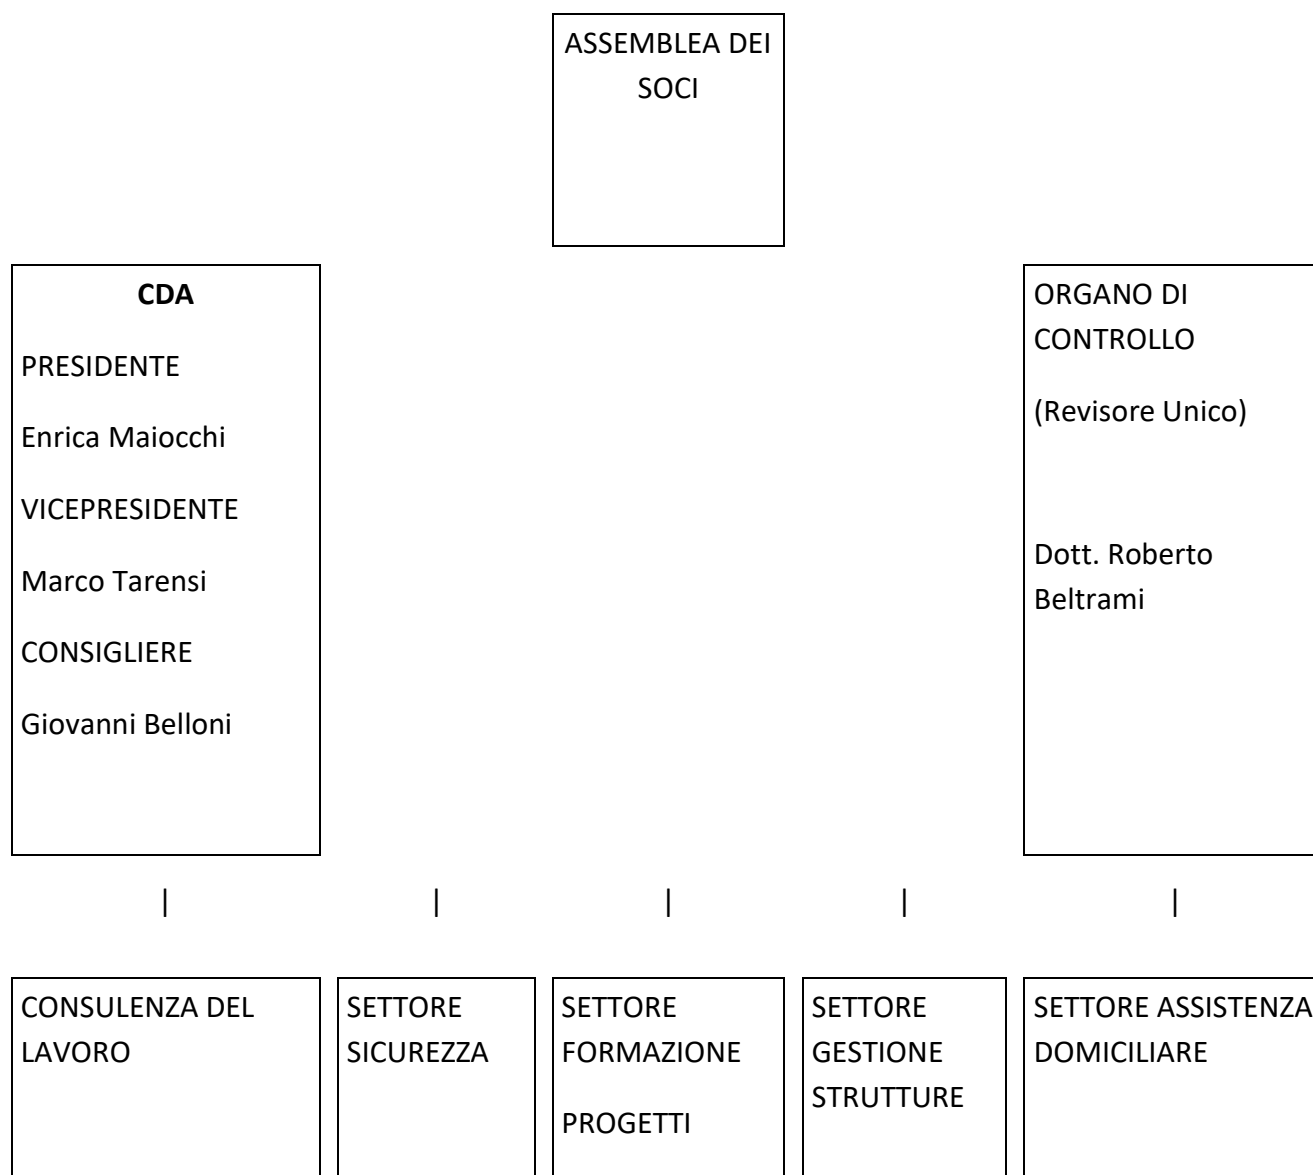 ASSEMBLEA DEI
SOCI
CDA
PRESIDENTE
Enrica Maiocchi
VICEPRESIDENTE
Marco Tarensi
CONSIGLIERE
Giovanni Belloni
ORGANO DI
CONTROLLO
(Revisore Unico)
Dott. Roberto
Beltrami
| | | | |
CONSULENZA DEL
LAVORO
SETTORE
SICUREZZA
SETTORE
FORMAZIONE
PROGETTI
SETTORE
GESTIONE
STRUTTURE
SETTORE ASSISTENZA
DOMICILIARE